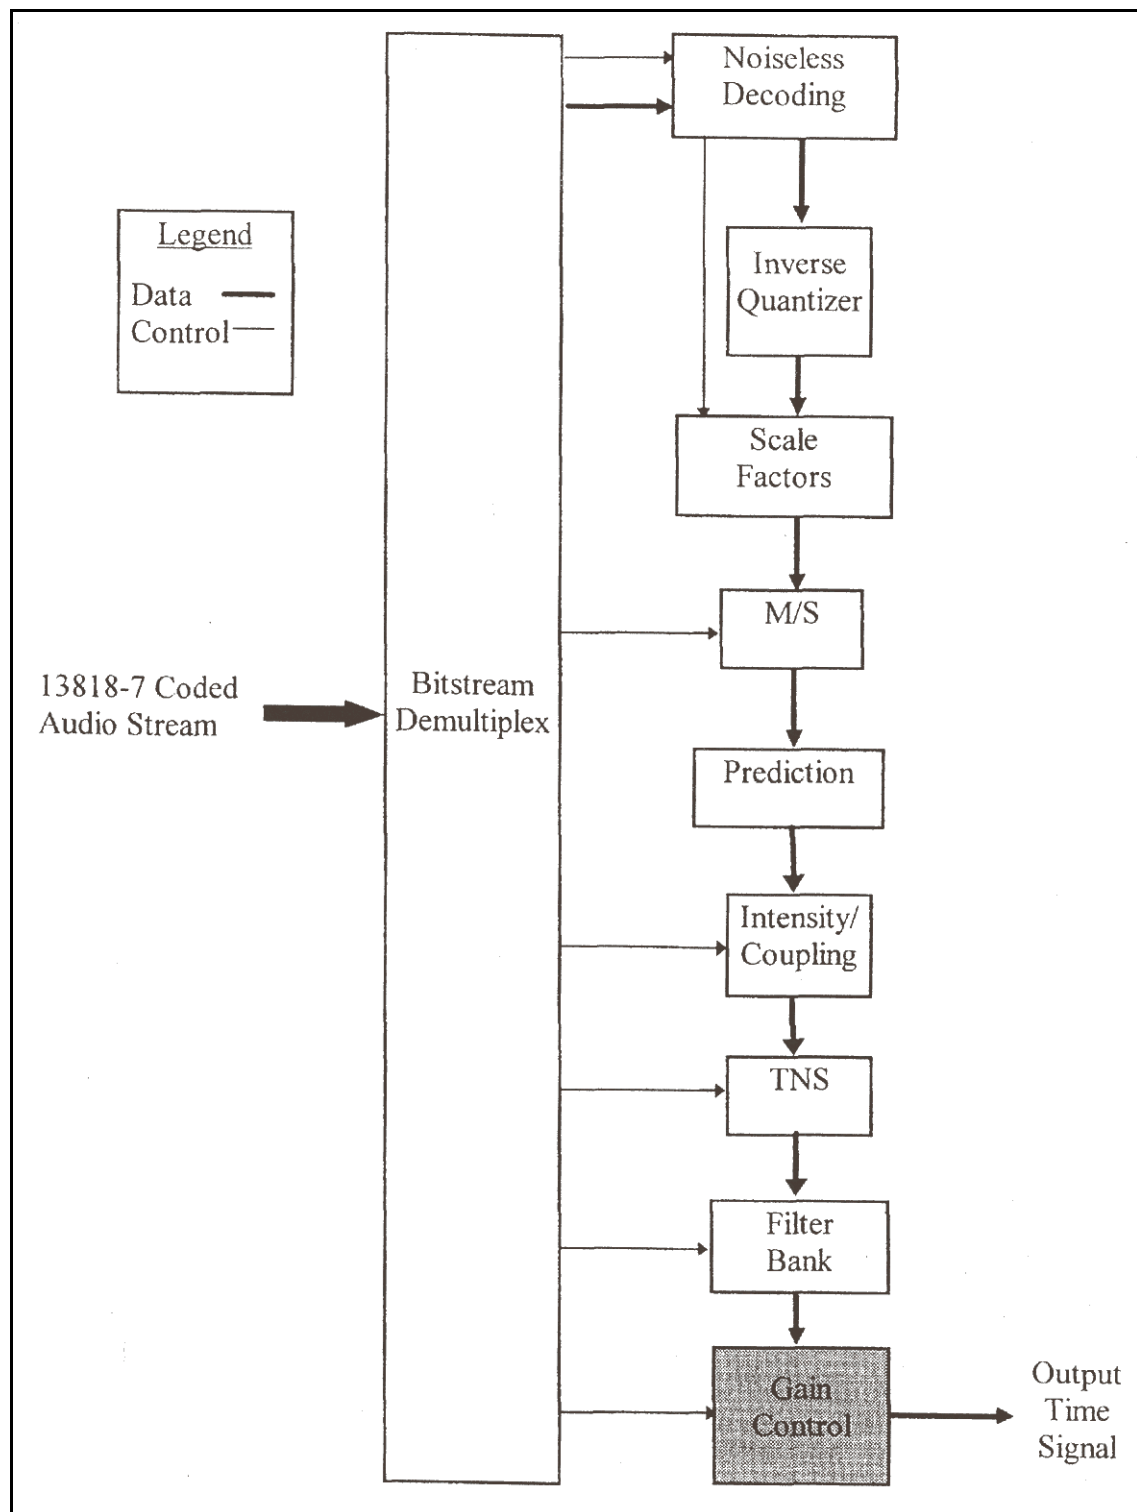 Noiseless
Decoding
Legend
Data
Control
Inverse
Quantizer
Scale
Factors
M/S
13818-7 Coded
Audio Stream
Bitstream
Demultiplex
Prediction
Intensity/
Coupling
TNS
Filter
Bank
Gain
Control
Output
Time
Signal